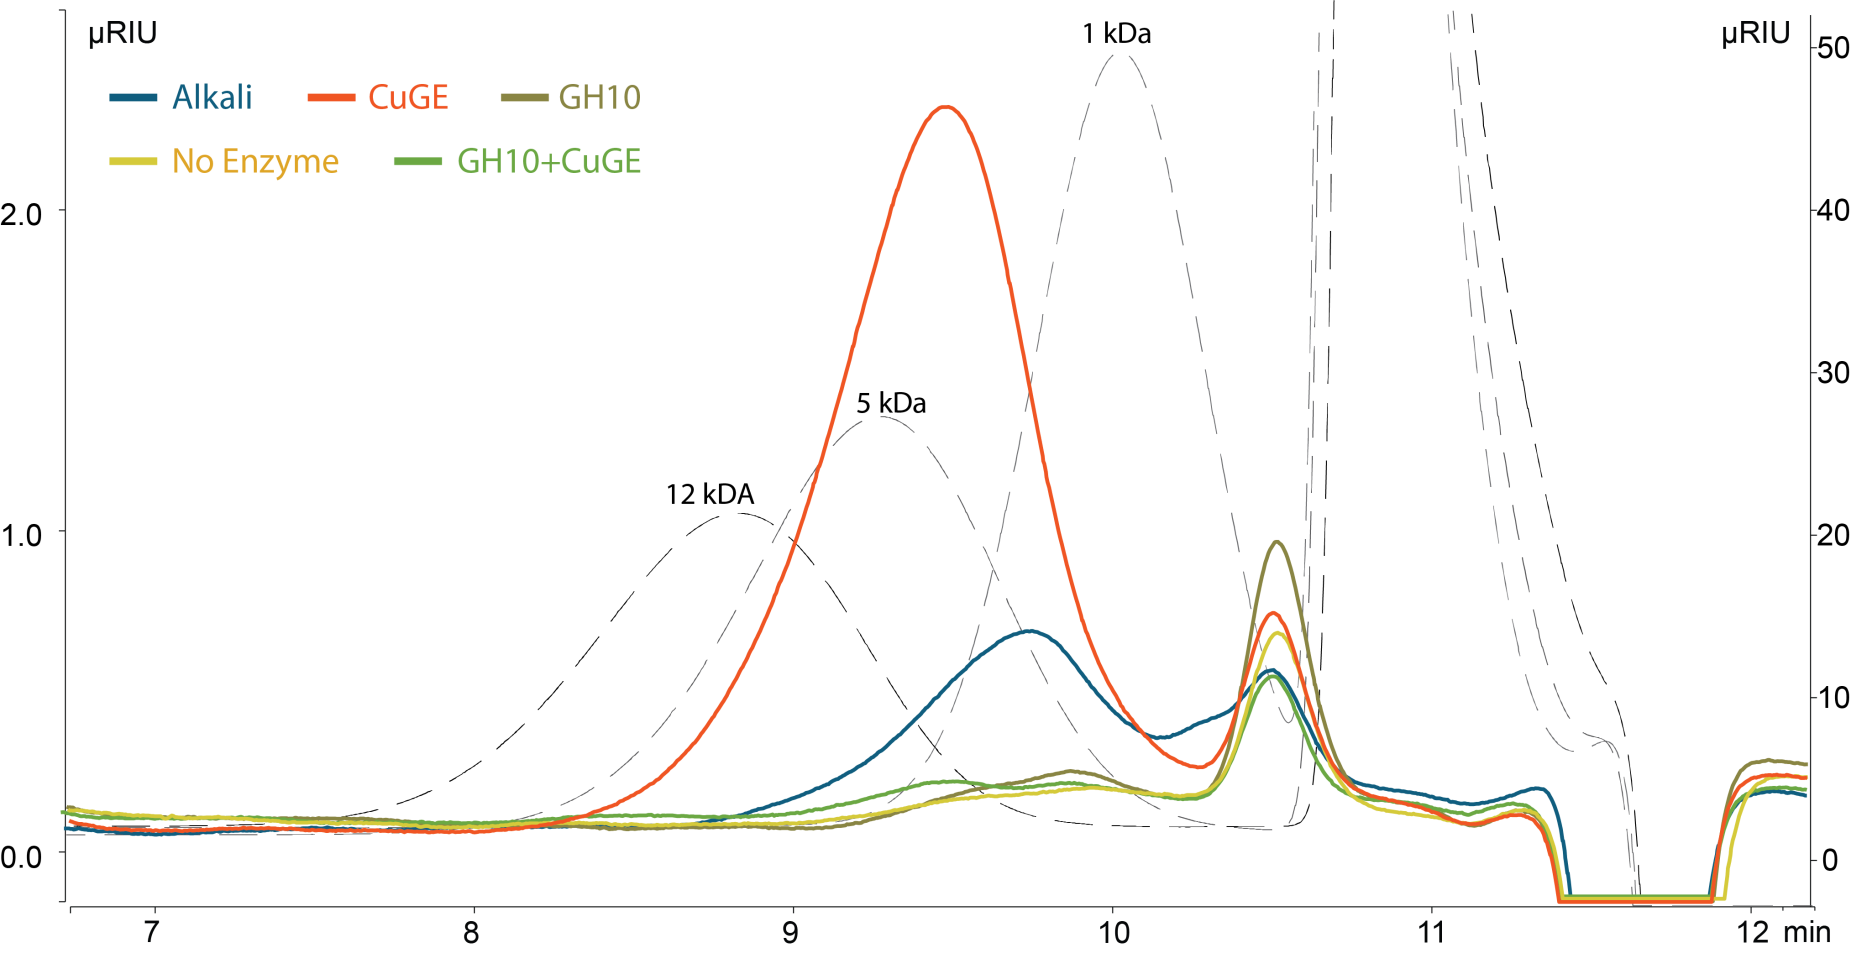 µRIU
µRIU
1 kDa
50
Alkali
CuGE
GH10
No Enzyme
GH10+CuGE
2.0
40
30
5 kDa
12 kDA
1.0
20
10
0.0
0
7
8
9
10
11
12 min